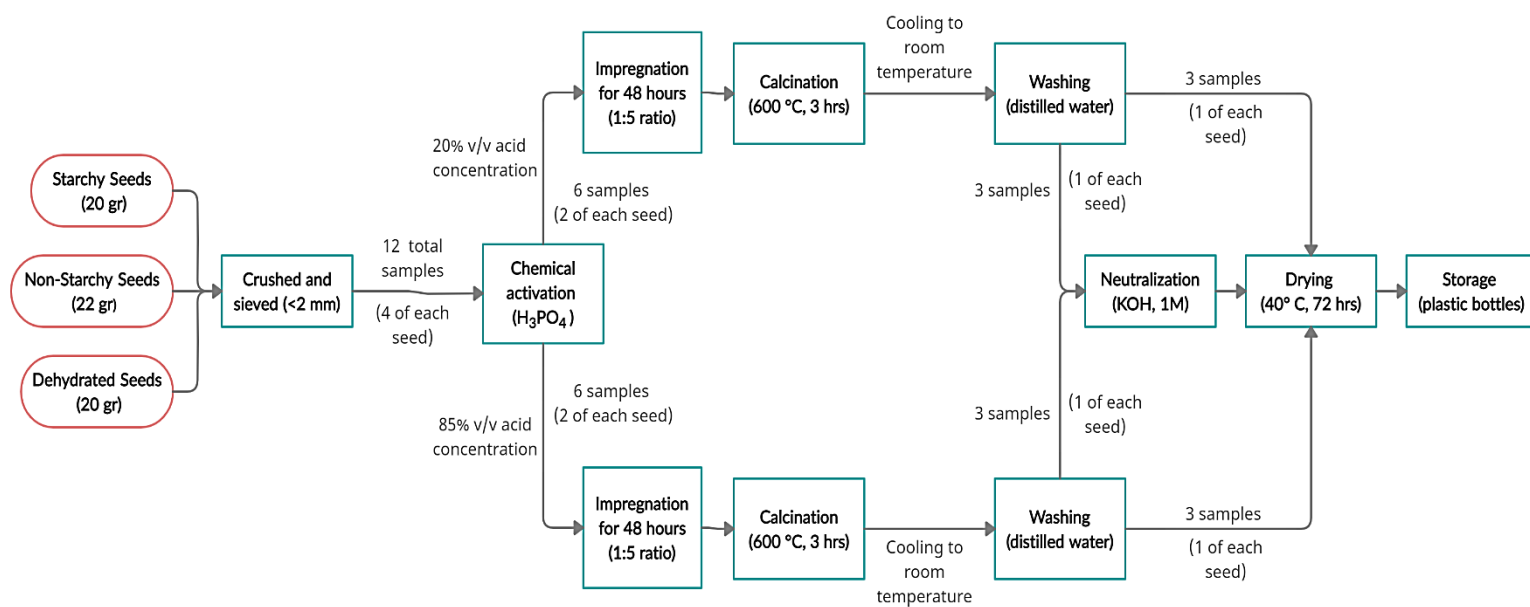 Starchy Seeds
(20 gr)
Non-Starchy Seeds
(22 gr)
Dehydrated Seeds
(20 gr)
Crushed and
sieved (<2 mm)
12 total
samples
(4 of each
seed)
Chemical
activation
(H₃PO₄)
20% v/v acid
concentration
6 samples
(2 of each seed)
Impregnation
for 48 hours
(1:5 ratio)
Calcination
(600 °C, 3 hrs)
Cooling to
room
temperature
Washing
(distilled water)
3 samples
(1 of each
seed)
3 samples
(1 of each
seed)
6 samples
(2 of each seed)
85% v/v acid
concentration
Impregnation
for 48 hours
(1:5 ratio)
Calcination
(600 °C, 3 hrs)
Cooling to
room
temperature
Washing
(distilled water)
3 samples
(1 of each
seed)
3 samples
(1 of each
seed)
Neutralization
(KOH, 1M)
Drying
(40° C, 72 hrs)
Storage
(plastic bottles)